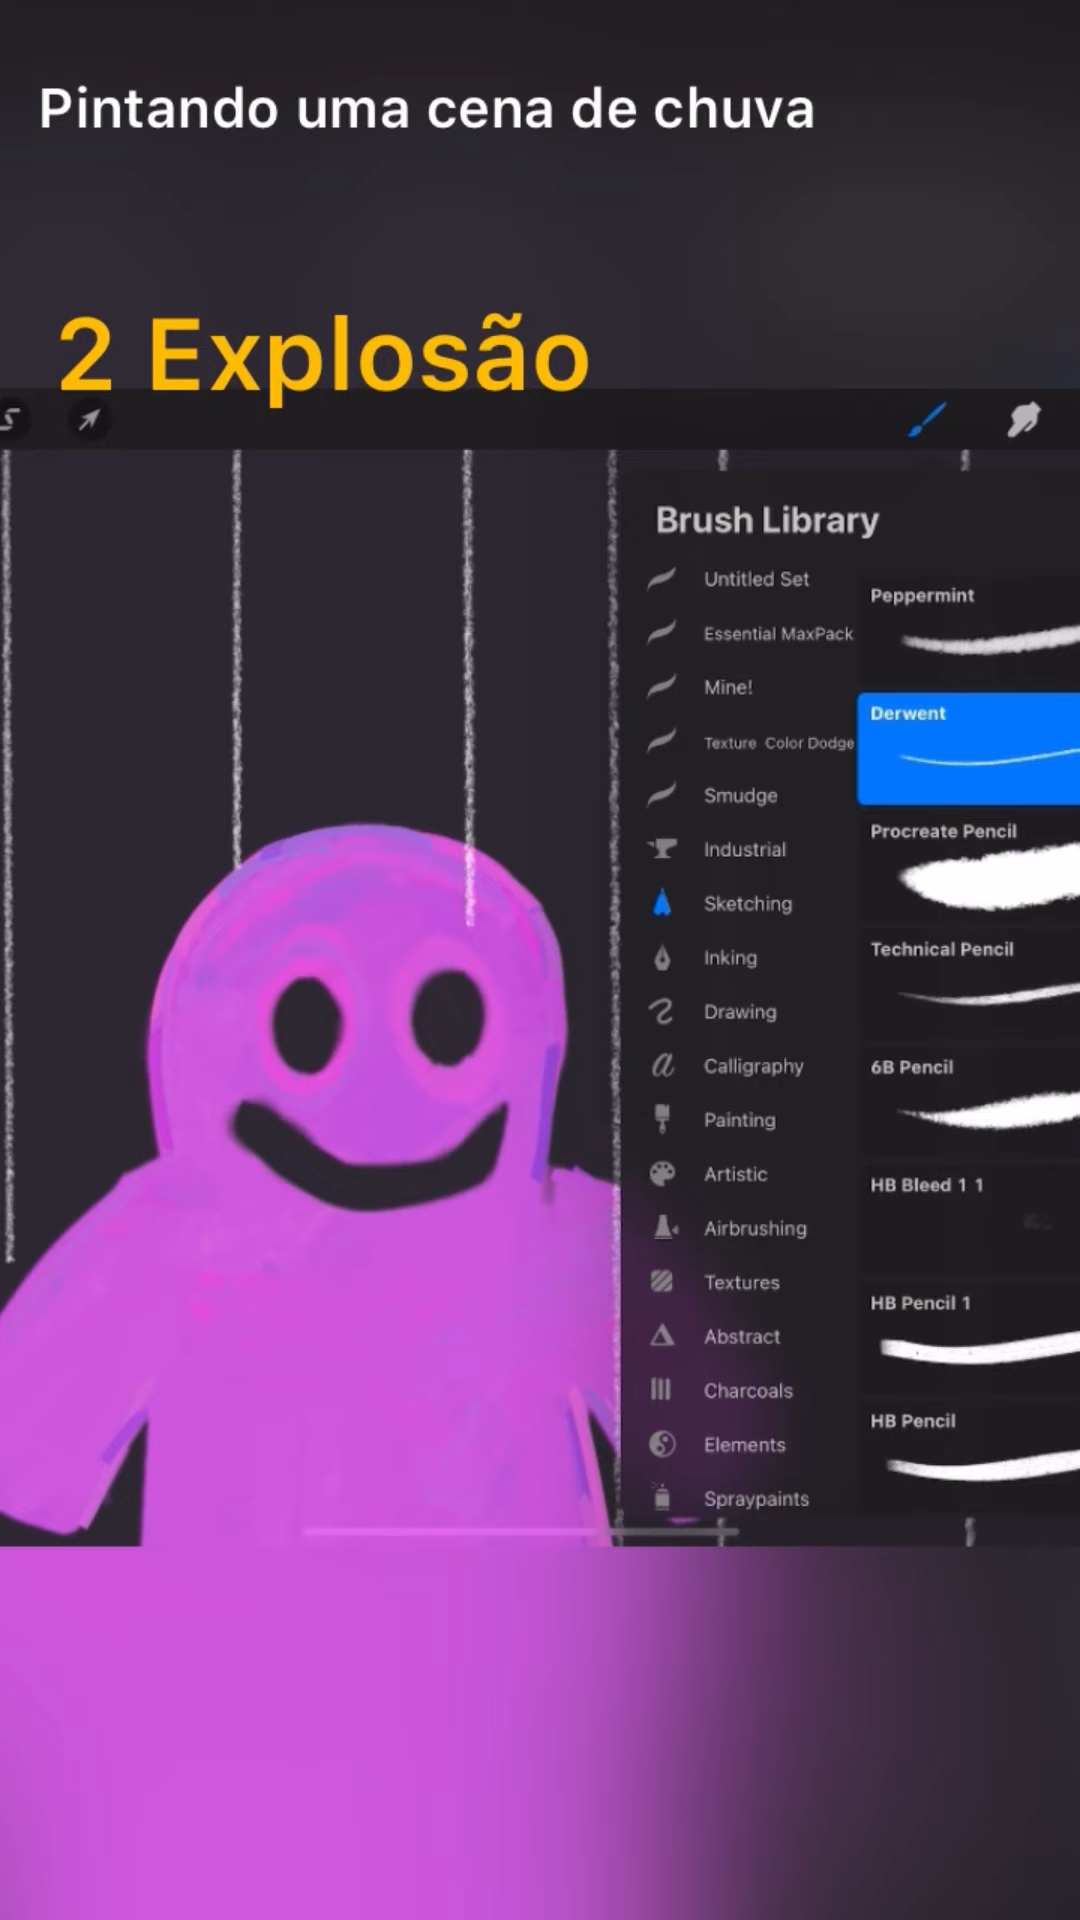 Pintando uma cena de chuva
2 Explosão
Brush Library
Untitled Set
Essential MaxPack
Mine!
Texture Color Dodge
Smudge
Industrial
Sketching
Inking
Drawing
Calligraphy
Painting
Artistic
Airbrushing
Textures
Abstract
Charcoals
Elements
Spraypaints
Peppermint
Derwent
Procreate Pencil
Technical Pencil
6B Pencil
HB Bleed 1 1
HB Pencil 1
HB Pencil